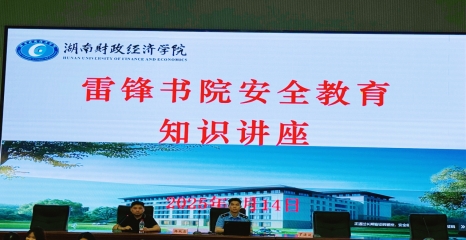 湖南财政经济学院
HUNAN UNIVERSITY OF FINANCE AND ECONOMICS
雷锋书院安全教育
知识讲座
2025年 月14日